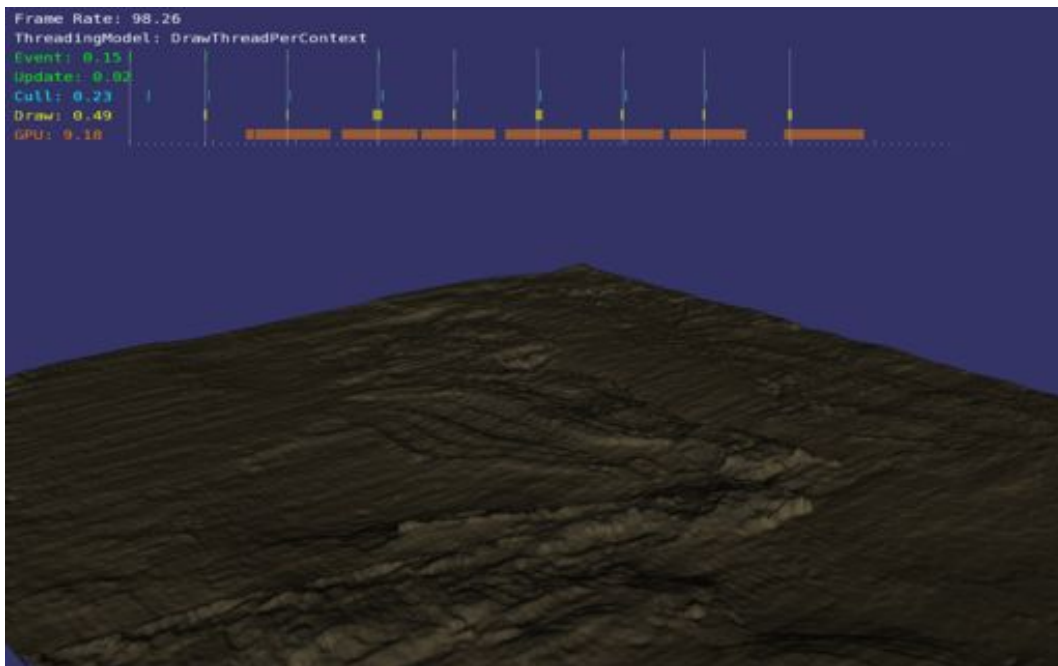 Frame Rate: 98.26
ThreadingModel: DrawThreadPerContext
Event: 0.15
Update: 0.02
Cull: 0.23
Draw: 0.49
GPU: 9.18